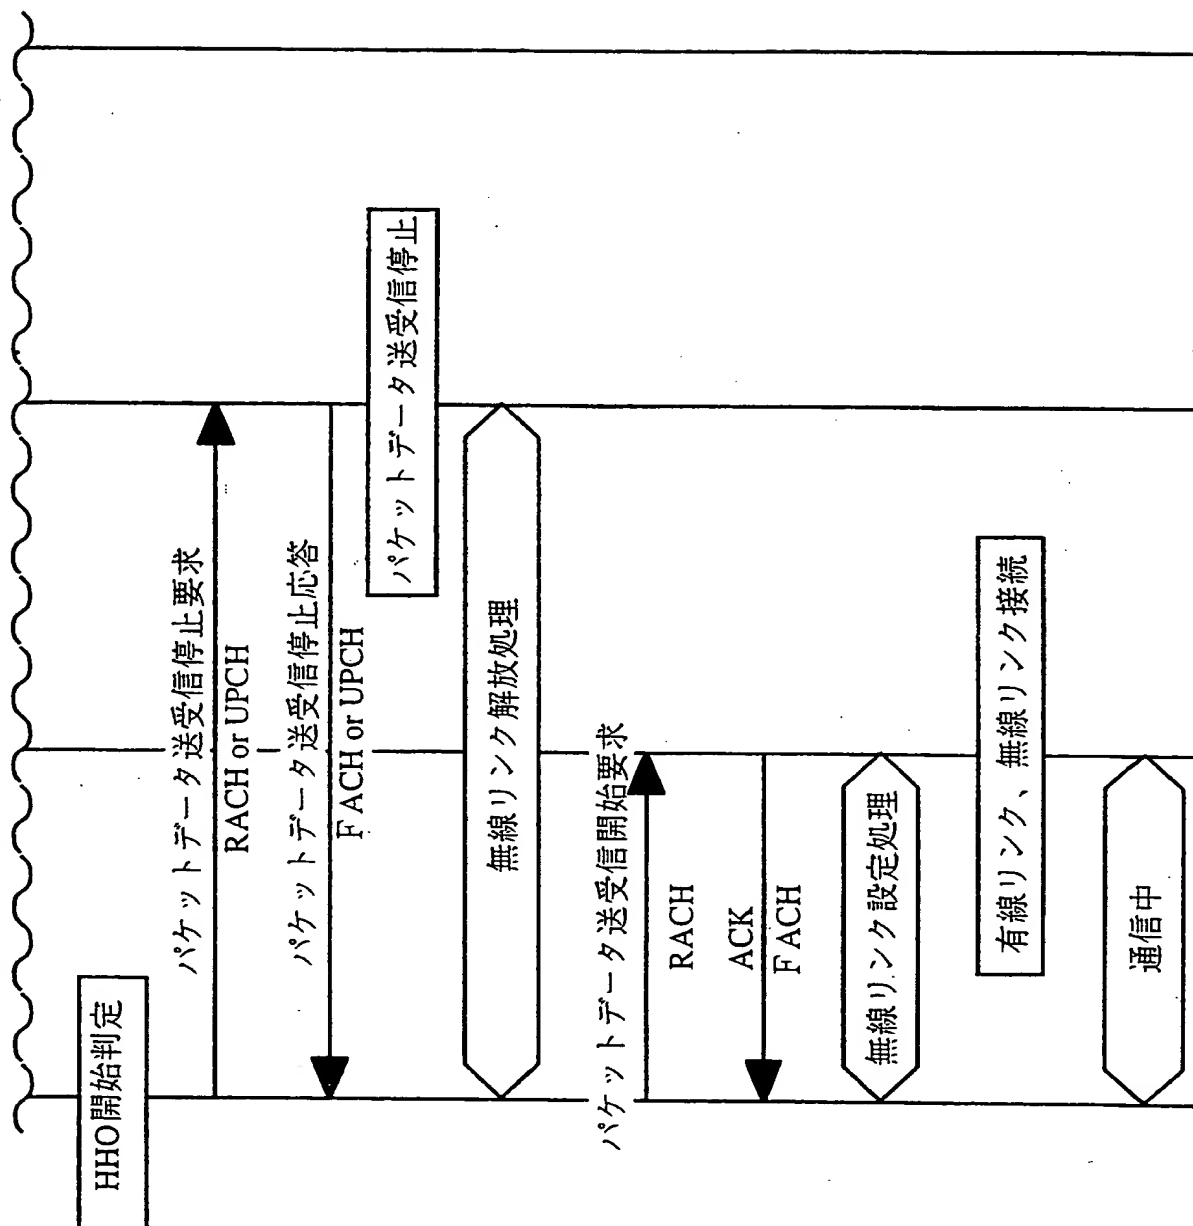 HHO開始判定
パケットデータ送受信停止要求
RACH or UPCH
パケットデータ送受信停止応答
FACH or UPCH
パケットデータ送受信停止
無線リンク解放処理
パケットデータ送受信開始要求
RACH
ACK
FACH
無線リンク設定処理
有線リンク、無線リンク接続
通信中